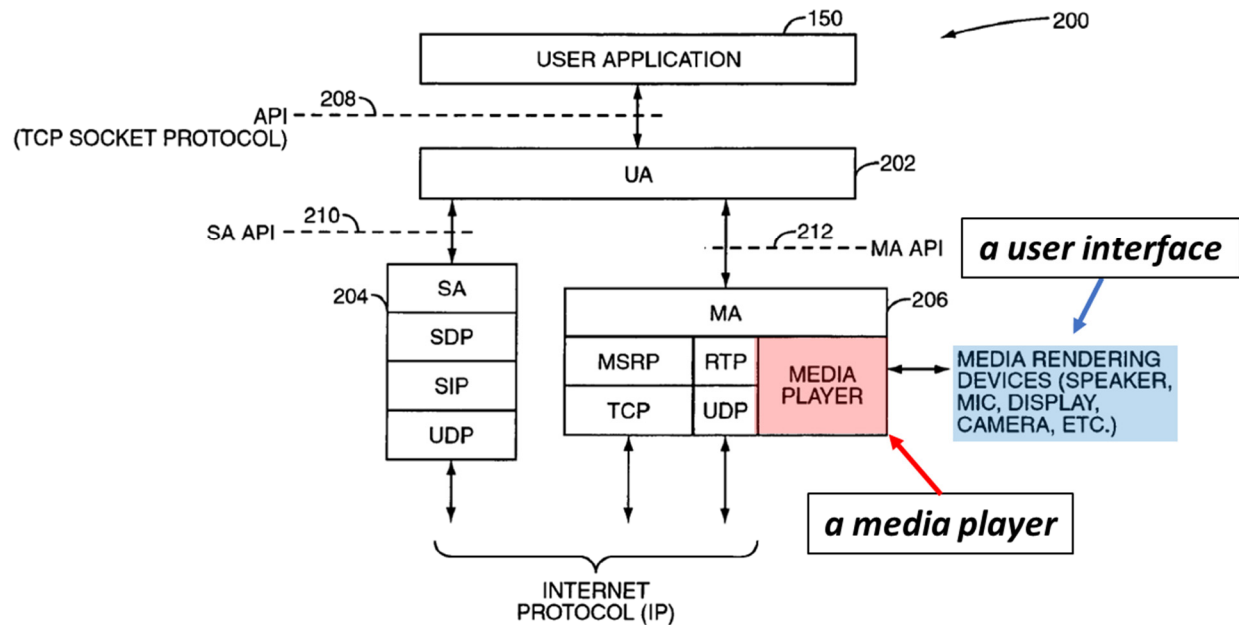 150
200
USER APPLICATION
208
API
(TCP SOCKET PROTOCOL)
202
UA
210
SA API
212
MA API
a user interface
204
SA
SDP
SIP
UDP
206
MA
MSRP
RTP
MEDIA
PLAYER
TCP
UDP
MEDIA RENDERING
DEVICES (SPEAKER,
MIC, DISPLAY,
CAMERA, ETC.)
a media player
INTERNET
PROTOCOL (IP)